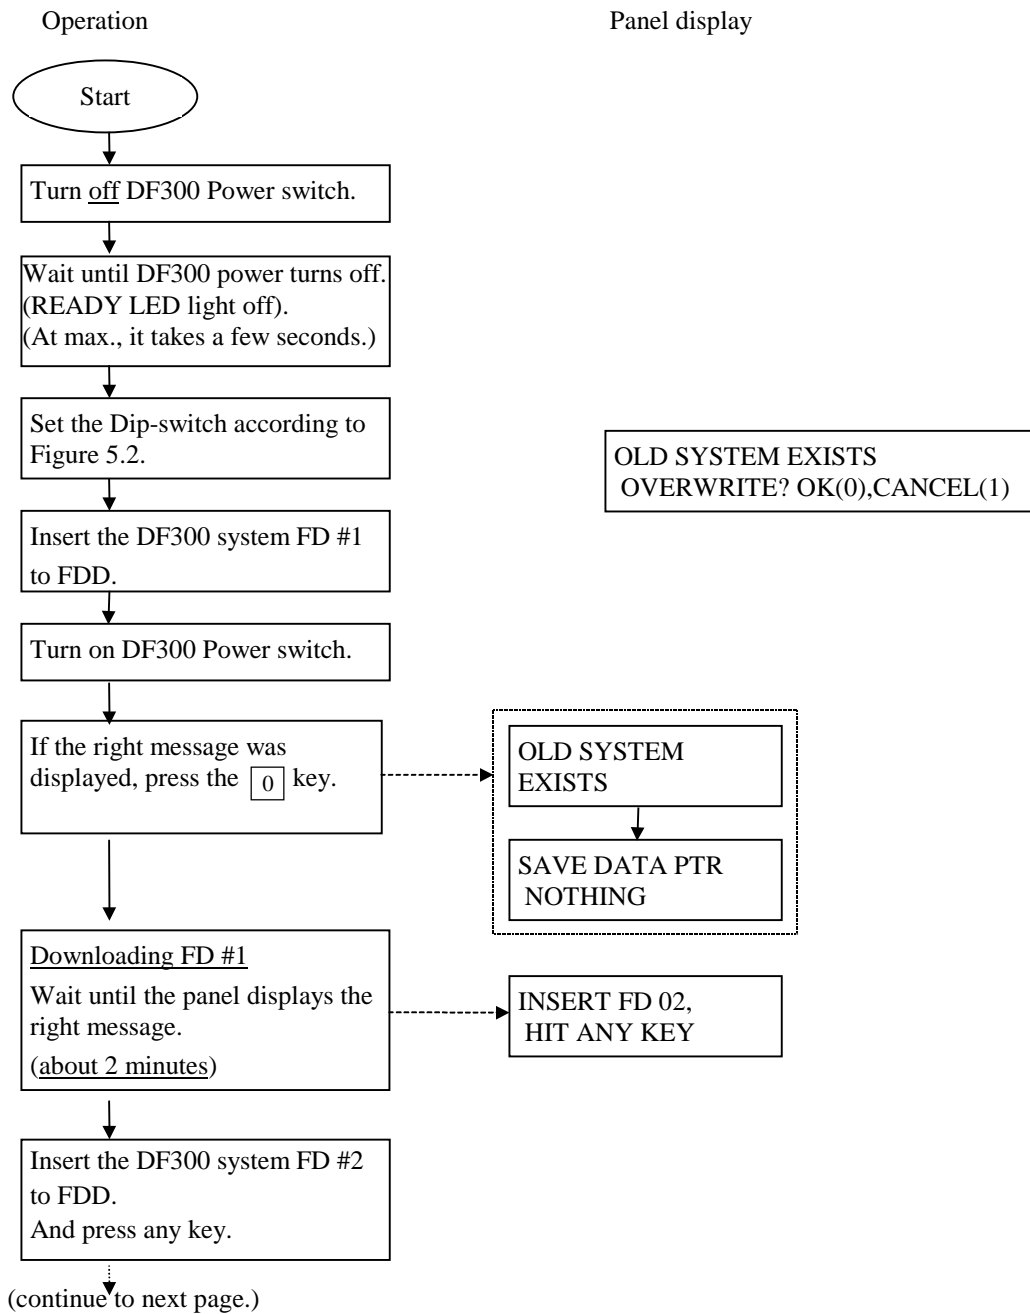 Operation
Panel display
Start
Turn off DF300 Power switch.
Wait until DF300 power turns off.
(READY LED light off).
(At max., it takes a few seconds.)
Set the Dip-switch according to
Figure 5.2.
OLD SYSTEM EXISTS
OVERWRITE? OK(0),CANCEL(1)
Insert the DF300 system FD #1
to FDD.
Turn on DF300 Power switch.
If the right message was
displayed, press the 0 key.
OLD SYSTEM
EXISTS
SAVE DATA PTR
NOTHING
Downloading FD #1
Wait until the panel displays the
right message.
(about 2 minutes)
INSERT FD 02,
HIT ANY KEY
Insert the DF300 system FD #2
to FDD.
And press any key.
(continue to next page.)